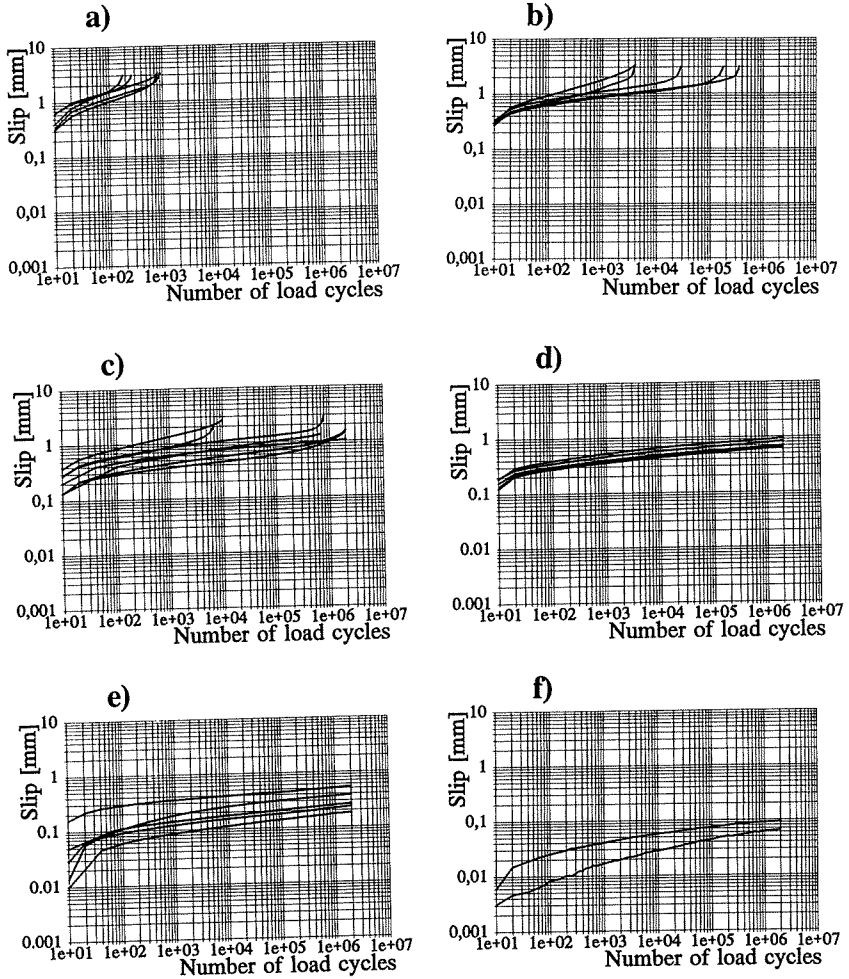 a)
Slip [mm]
10
1
0,1
0,01
0,001
1e+01 1e+02 1e+03 1e+04 1e+05 1e+06 1e+07
Number of load cycles
b)
Slip [mm]
10
1
0,1
0,01
0,001
1e+01 1e+02 1e+03 1e+04 1e+05 1e+06 1e+07
Number of load cycles
c)
Slip [mm]
10
1
0,1
0,01
0,001
1e+01 1e+02 1e+03 1e+04 1e+05 1e+06 1e+07
Number of load cycles
d)
Slip [mm]
10
1
0.1
0.01
0.001
1e+01 1e+02 1e+03 1e+04 1e+05 1e+06 1e+07
Number of load cycles
e)
Slip [mm]
10
1
0.1
0.01
0.001
1e+01 1e+02 1e+03 1e+04 1e+05 1e+06 1e+07
Number of load cycles
f)
Slip [mm]
10
1
0,1
0,01
0,001
1e+01 1e+02 1e+03 1e+04 1e+05 1e+06 1e+07
Number of load cycles